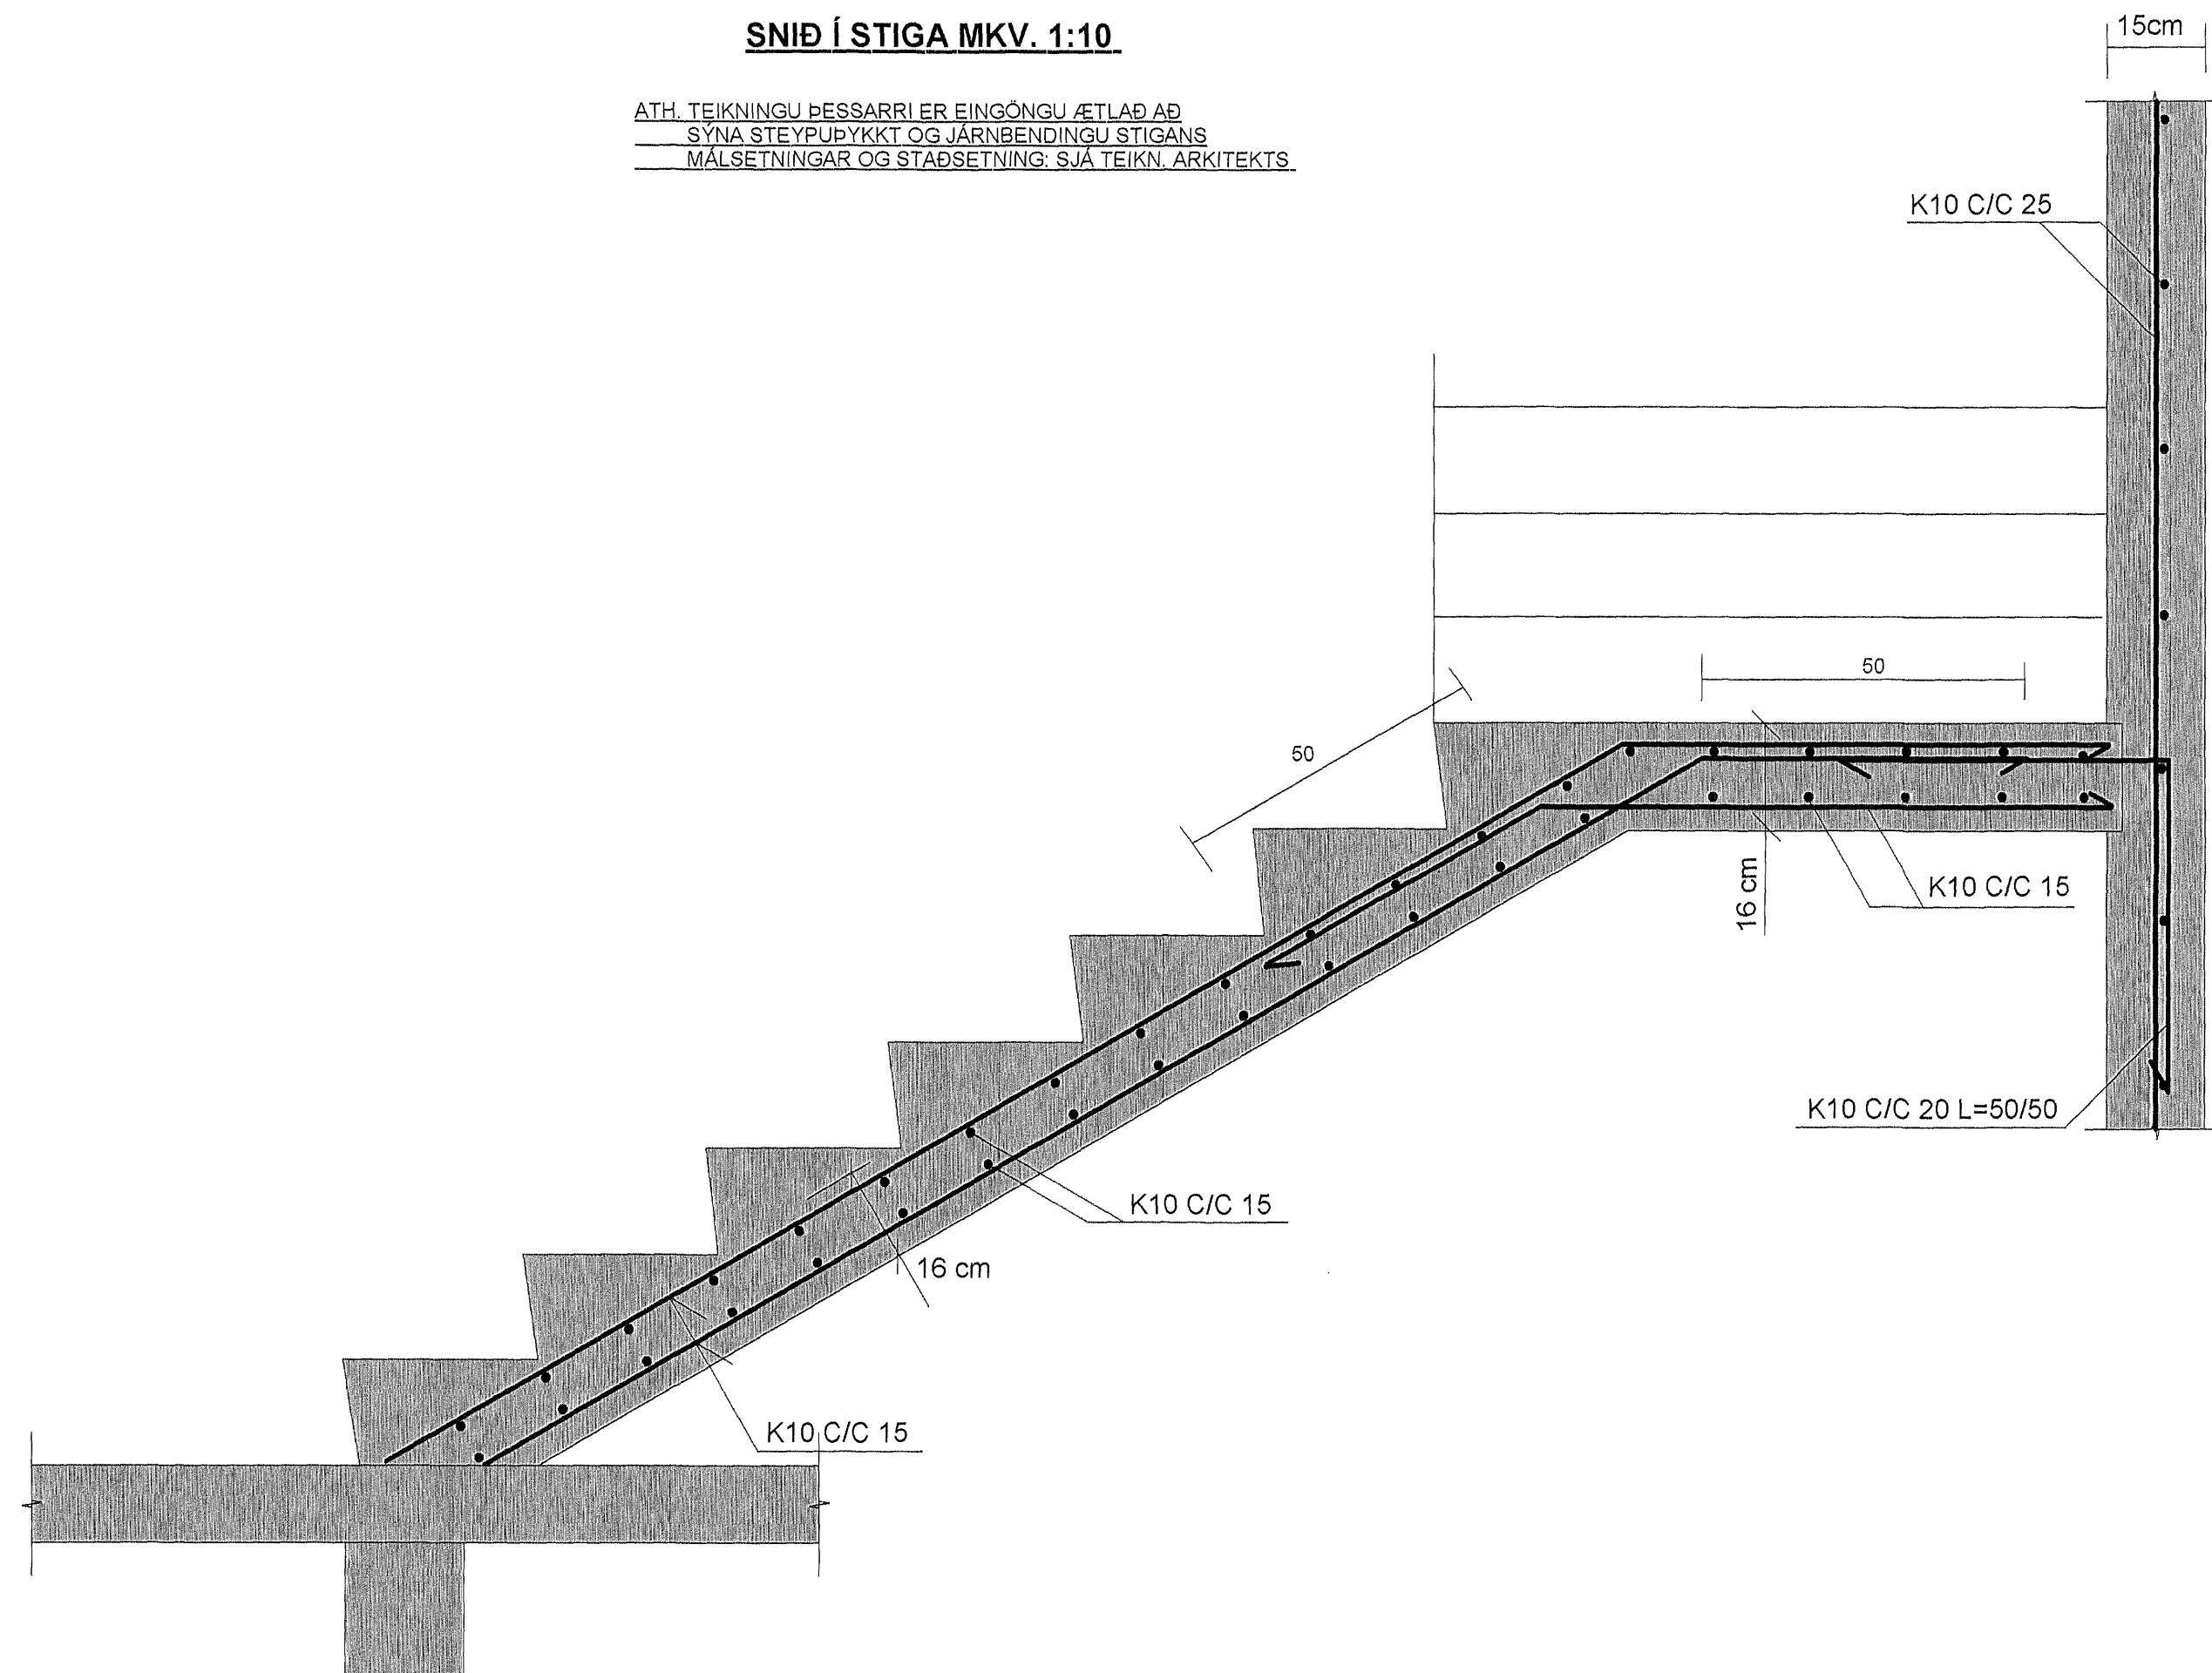 SNIÐ Í STIGA MKV. 1:10
15cm
ATH. TEIKNINGU ÞESSARRI ER EINGÖNGU ÆTLAÐ AÐ
SÝNA STEYPUÞYKKT OG JÁRNBENDINGU STIGANS
MÁLSETNINGAR OG STAÐSETNING: SJÁ TEIKN. ARKITEKTS
K10 C/C 25
50
50
16 cm
K10 C/C 15
K10 C/C 20 L=50/50
K10 C/C 15
16 cm
K10 C/C 15